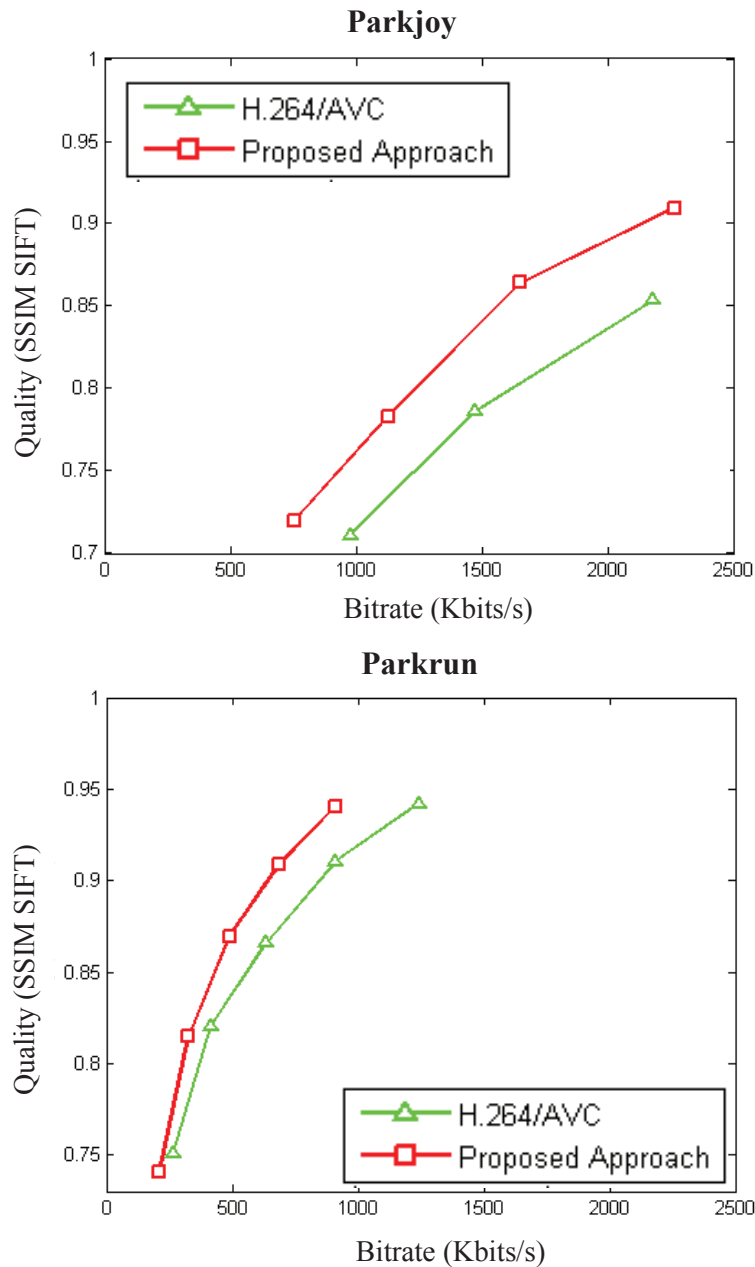 Parkjoy
1
0.95
0.9
0.85
0.8
0.75
0.7
Quality (SSIM SIFT)
H.264/AVC
Proposed Approach
0 500 1000 1500 2000 2500
Bitrate (Kbits/s)
Parkrun
1
0.95
0.9
0.85
0.8
0.75
Quality (SSIM SIFT)
H.264/AVC
Proposed Approach
0 500 1000 1500 2000 2500
Bitrate (Kbits/s)